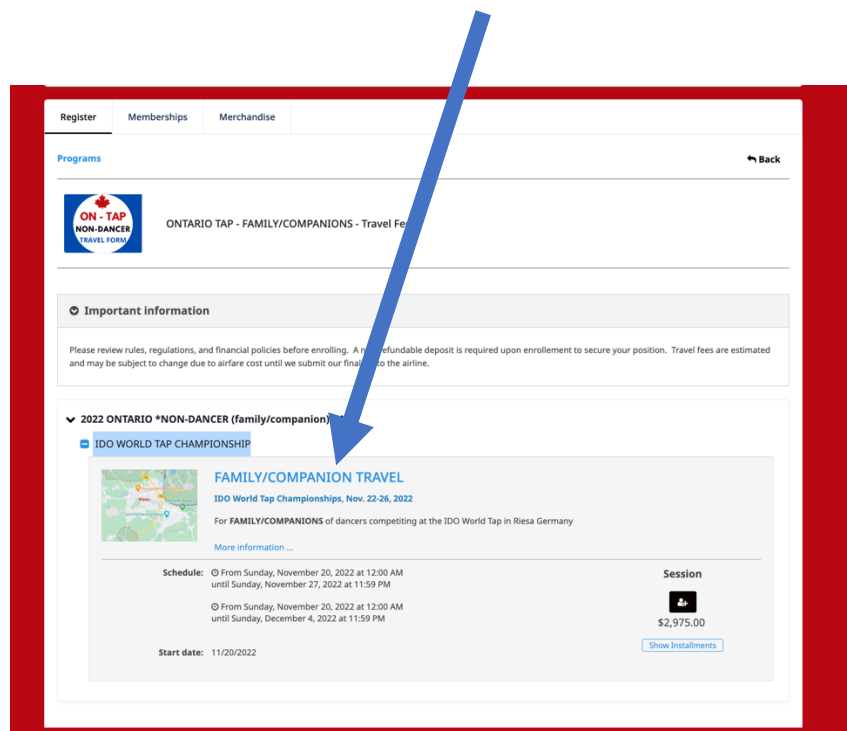 Register Memberships Merchandise
Programs Back
ON - TAP
NON-DANCER
TRAVEL FORM
ONTARIO TAP - FAMILY/COMPANIONS - Travel
Important information
Please review rules, regulations, and financial policies before enrolling. A refundable deposit is required upon enrollement to secure your position. Travel fees are estimated
and may be subject to change due to airfare cost until we submit our to the airline.
2022 ONTARIO *NON-DANCER (family/companion)
IDO WORLD TAP CHAMPIONSHIP
Riesa
FAMILY/COMPANION TRAVEL
IDO World Tap Championships, Nov. 22-26, 2022
For FAMILY/COMPANIONS of dancers competiting at the IDO World Tap in Riesa Germany
More information ...
Schedule: From Sunday, November 20, 2022 at 12:00 AM
until Sunday, November 27, 2022 at 11:59 PM
From Sunday, November 20, 2022 at 12:00 AM
until Sunday, December 4, 2022 at 11:59 PM
Start date: 11/20/2022
Session
$2,975.00
Show Installments